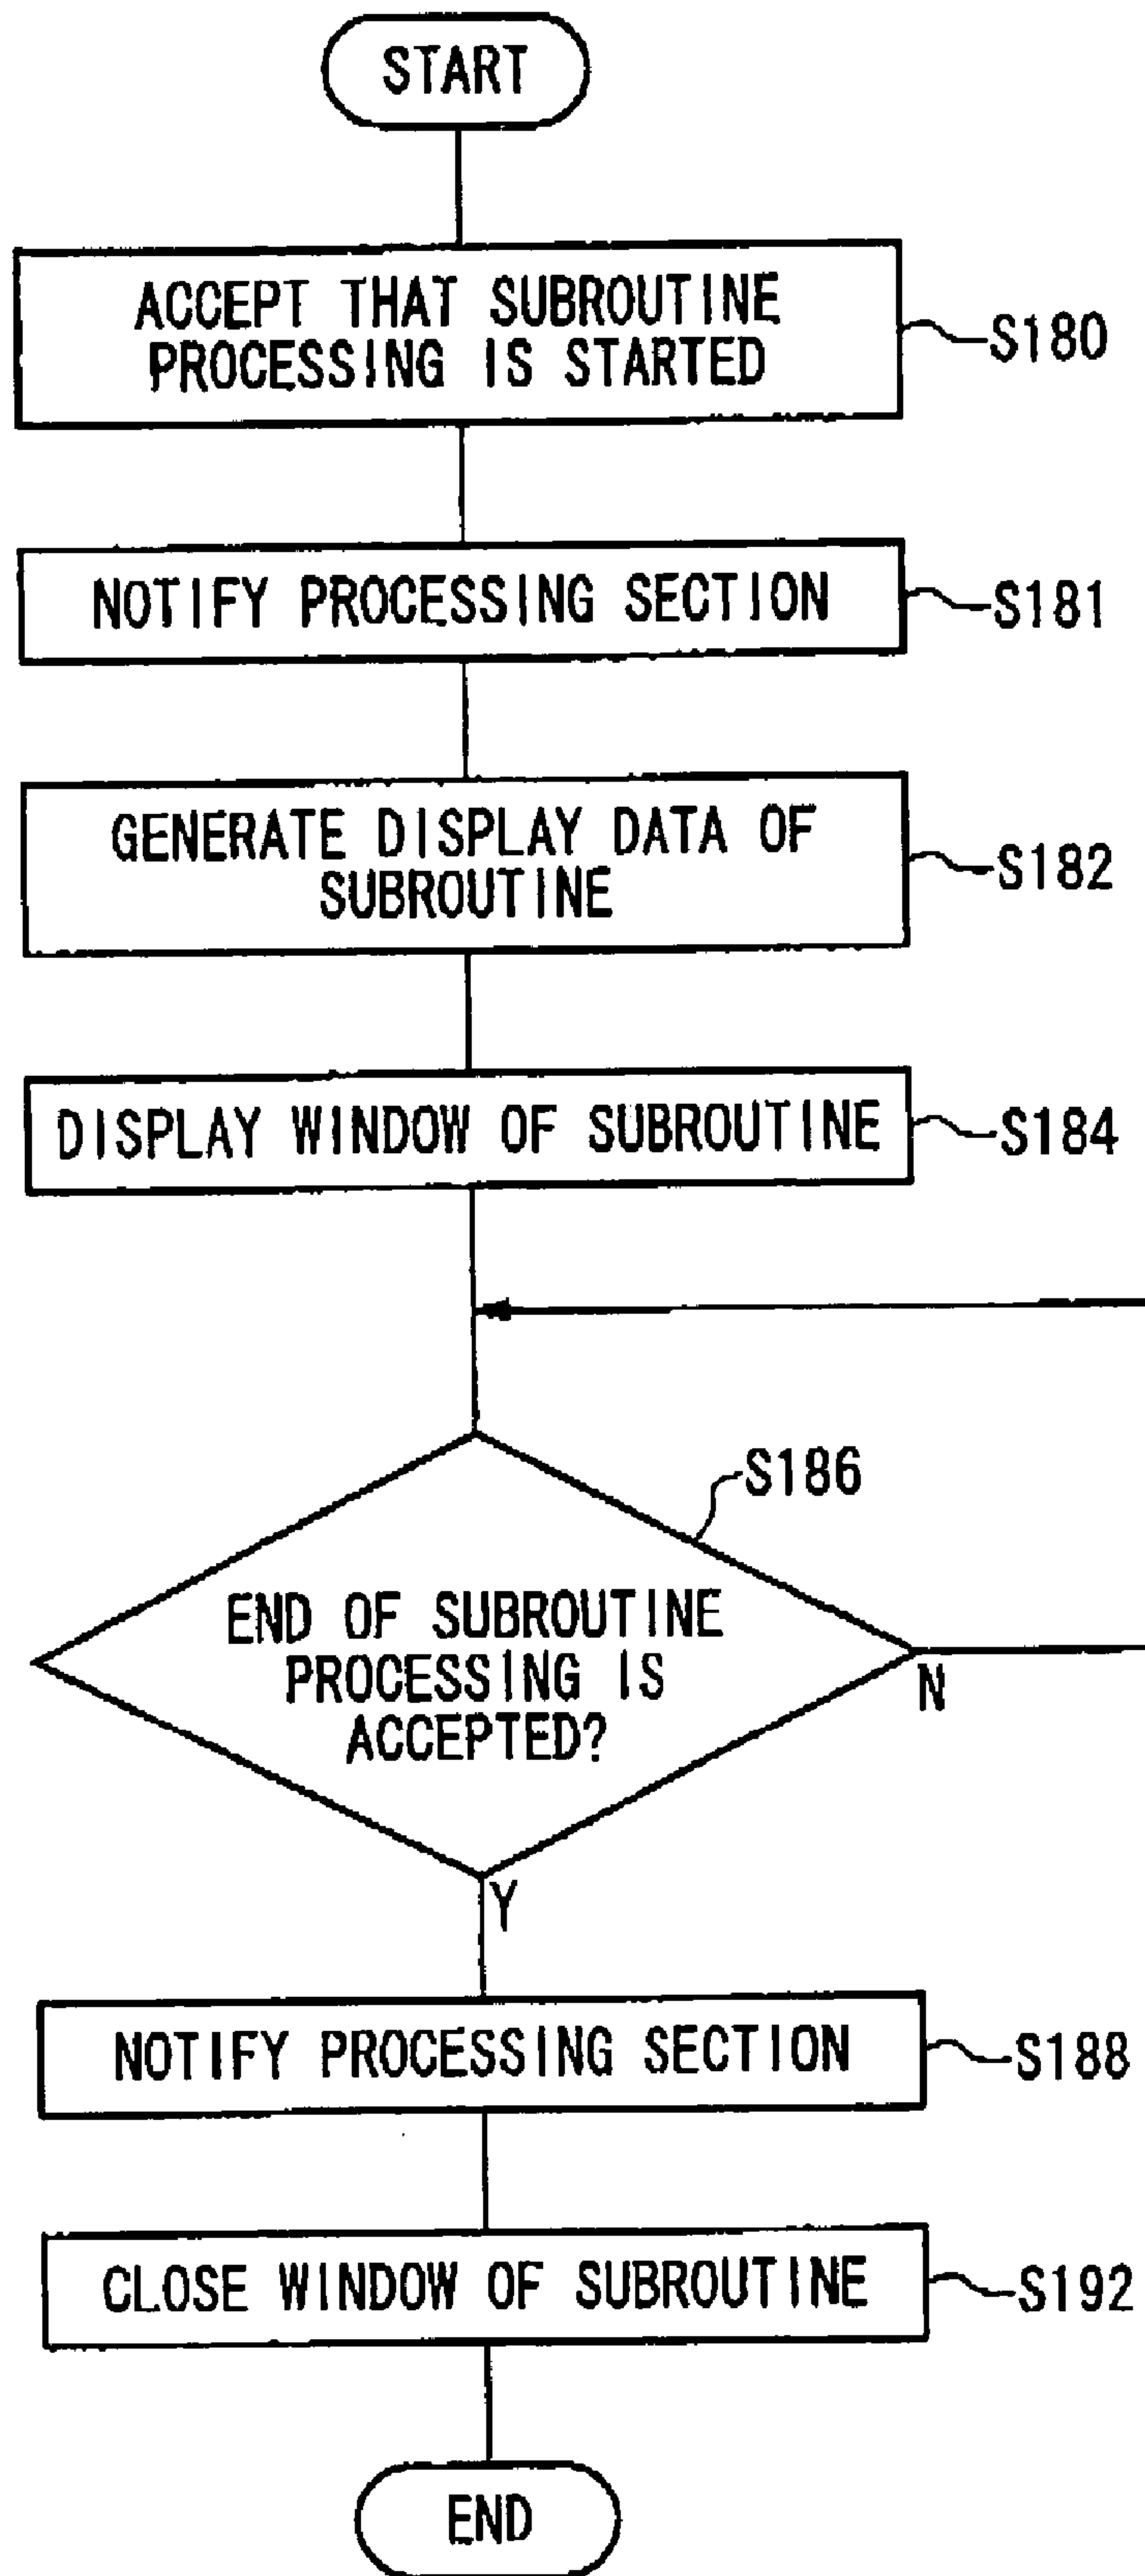 START
ACCEPT THAT SUBROUTINE
PROCESSING IS STARTED
S180
NOTIFY PROCESSING SECTION
S181
GENERATE DISPLAY DATA OF
SUBROUTINE
S182
DISPLAY WINDOW OF SUBROUTINE
S184
S186
END OF SUBROUTINE
PROCESSING IS
ACCEPTED?
N
Y
NOTIFY PROCESSING SECTION
S188
CLOSE WINDOW OF SUBROUTINE
S192
END